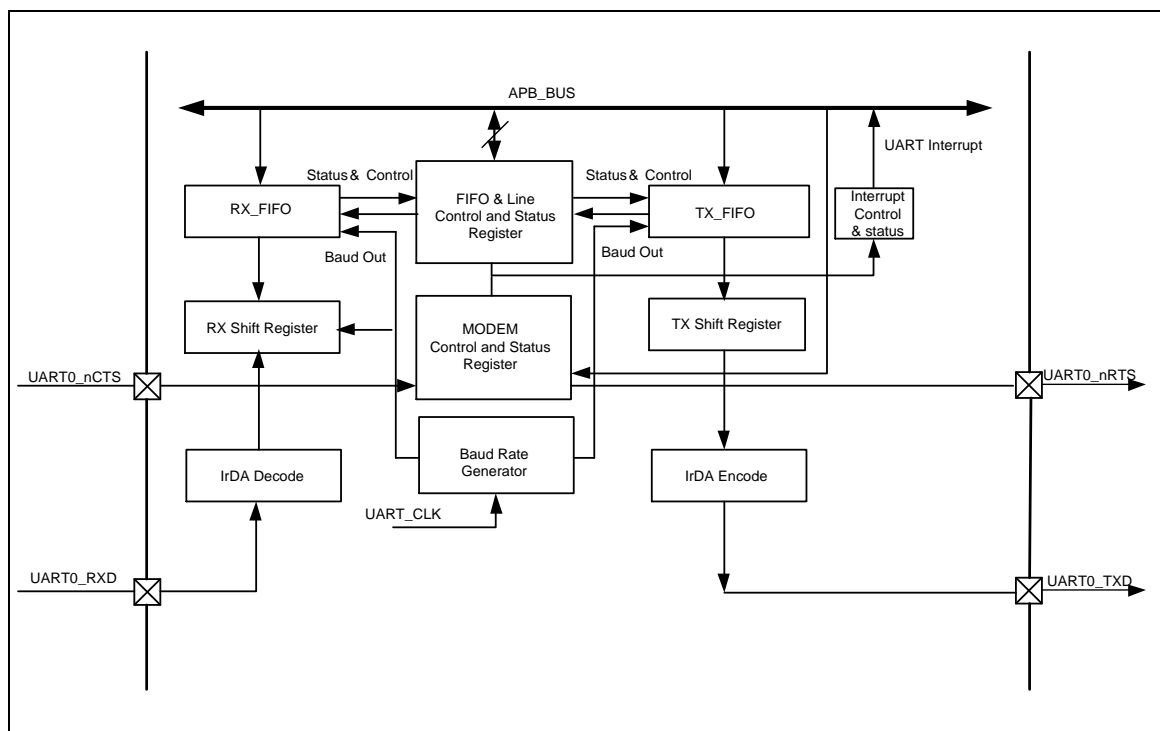 APB_BUS
UART Interrupt
Status & Control
Status & Control
RX_FIFO
FIFO & Line
Control and Status
Register
TX_FIFO
Interrupt
Control
& status
Baud Out
Baud Out
RX Shift Register
MODEM
Control and Status
Register
TX Shift Register
UART0_nCTS
UART0_nRTS
IrDA Decode
Baud Rate
Generator
IrDA Encode
UART_CLK
UART0_RXD
UART0_TXD